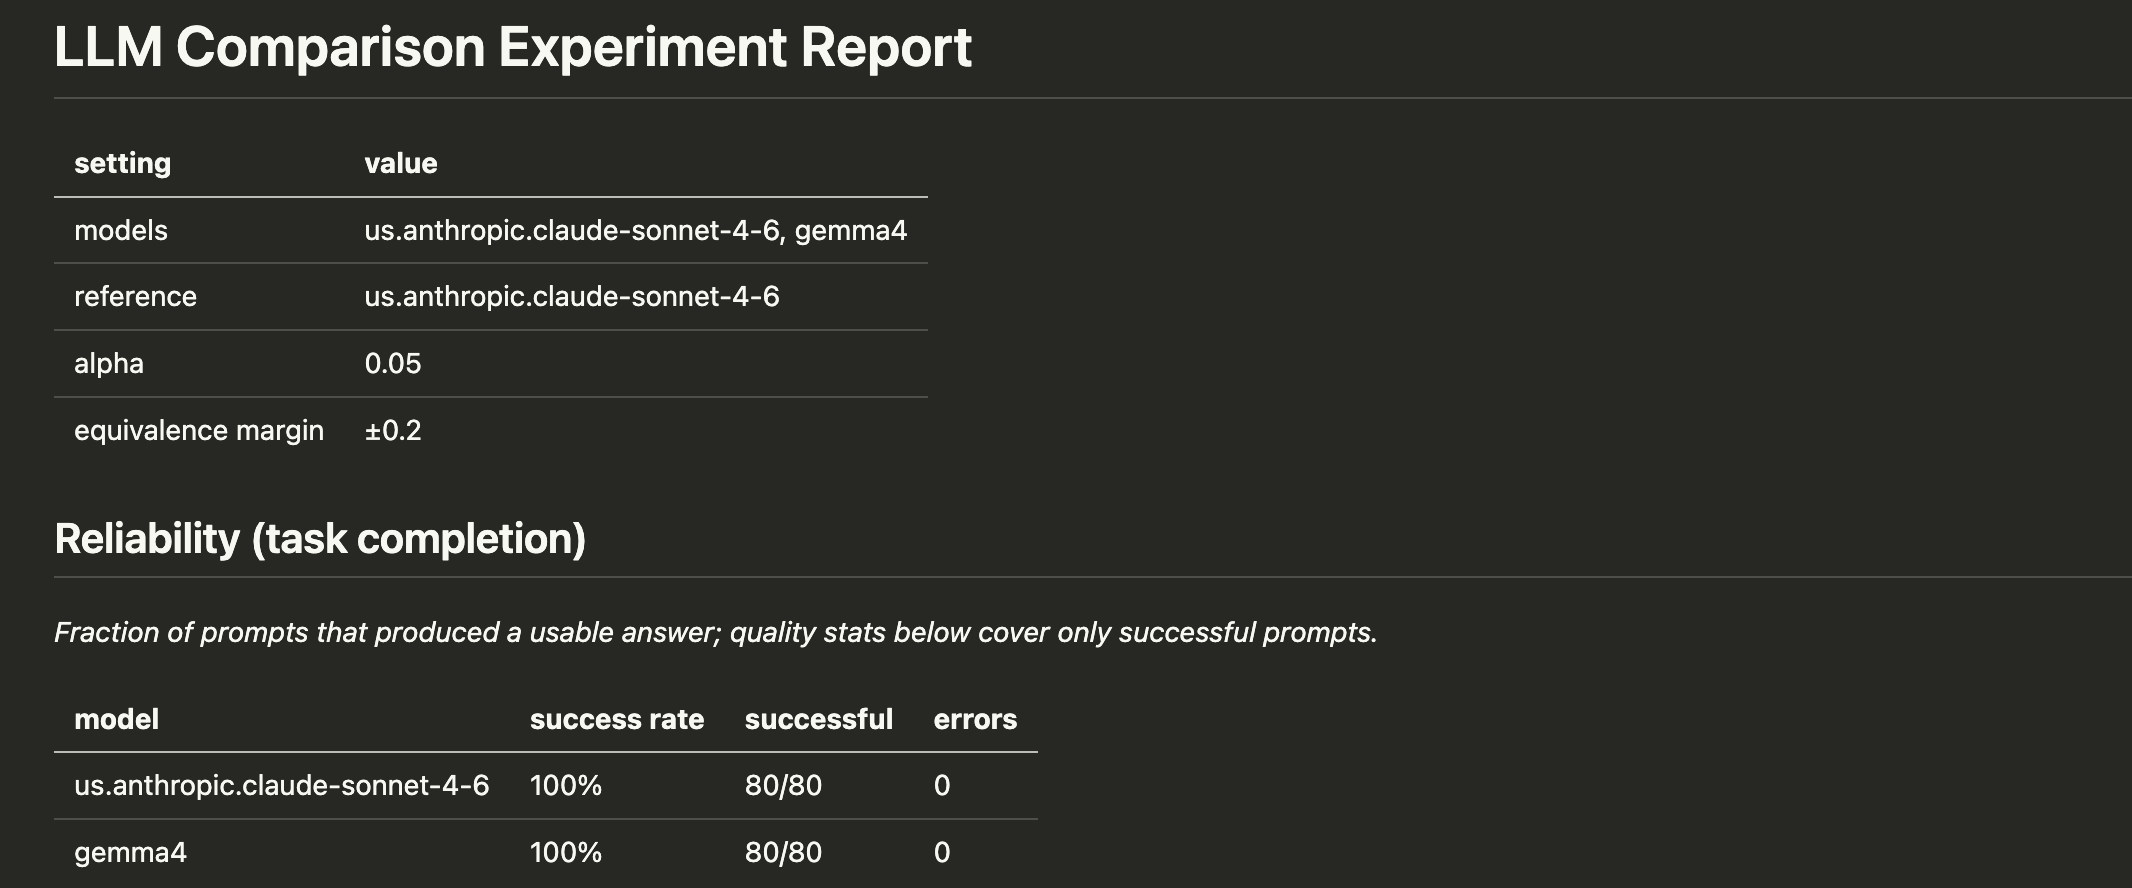 LLM Comparison Experiment Report
setting value
models us.anthropic.claude-sonnet-4-6, gemma4
reference us.anthropic.claude-sonnet-4-6
alpha 0.05
equivalence margin ±0.2
Reliability (task completion)
Fraction of prompts that produced a usable answer; quality stats below cover only successful prompts.
model success rate successful errors
us.anthropic.claude-sonnet-4-6 100% 80/80 0
gemma4 100% 80/80 0